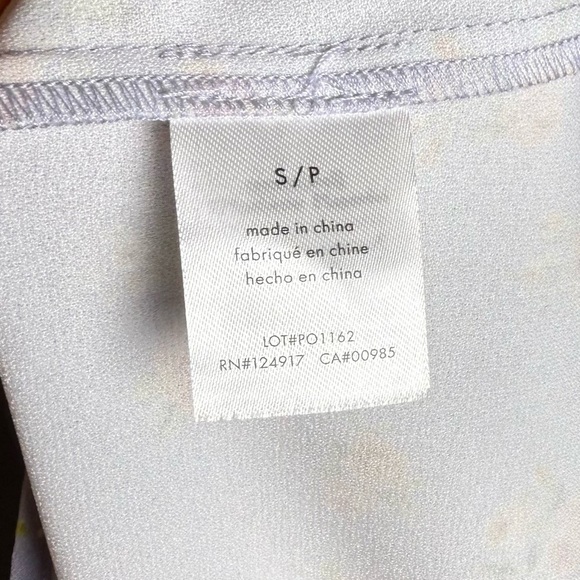 S / P
made in china
fabriqué en chine
hecho en china
LOT#PO1162
RN#124917 CA#00985